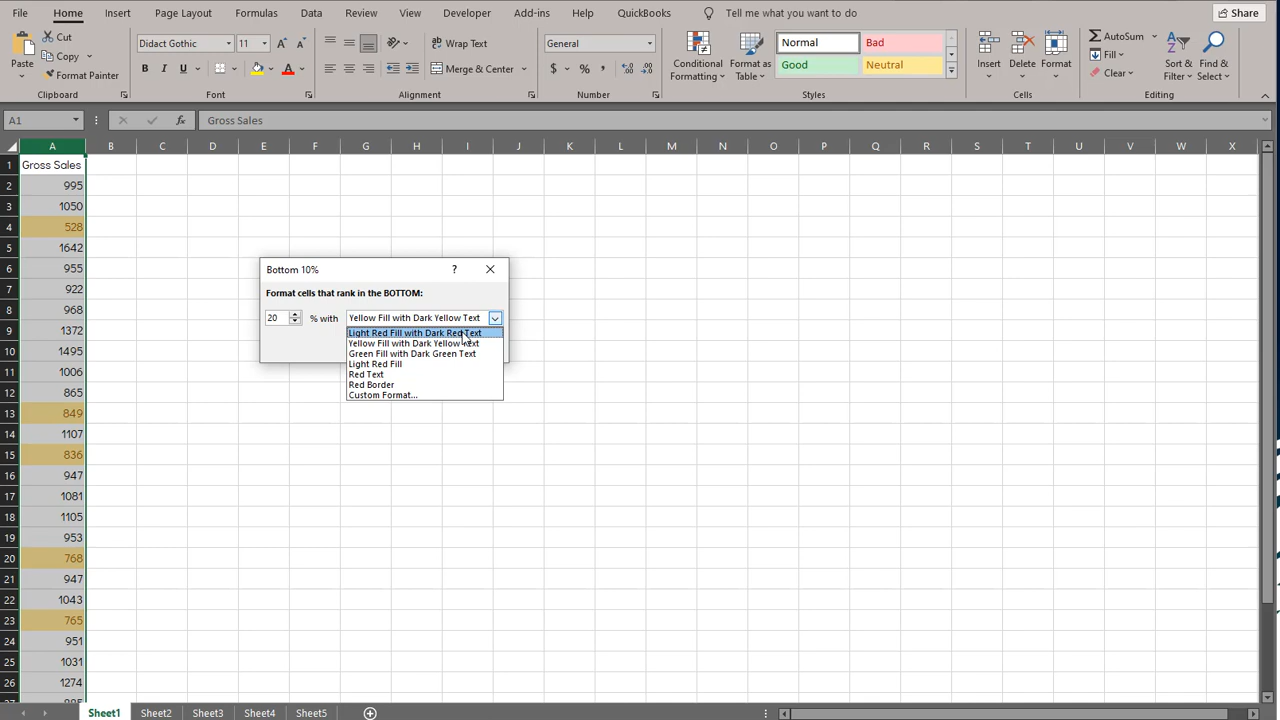 File Home Insert Page Layout Formulas Data Review View Developer Add-ins Help QuickBooks Tell me what you want to do Share
Paste
Cut
Copy
Format Painter
Clipboard
Didact Gothic 11
B I U
Font
Wrap Text
Merge & Center
Alignment
General
$ % ,
Number
Conditional Formatting
Format as Table
Normal Bad
Good Neutral
Styles
Insert Delete Format
Cells
AutoSum
Fill
Clear
Sort & Filter
Find & Select
Editing
A1 fx Gross Sales
A B C D E F G H I J K L M N O P Q R S T U V W X
1 Gross Sales
2 995
3 1050
4 528
5 1642
6 955
7 922
8 968
9 1372
10 1495
11 1006
12 865
13 849
14 1107
15 836
16 947
17 1081
18 1105
19 953
20 768
21 947
22 1043
23 765
24 951
25 1031
26 1274
Bottom 10% ?
Format cells that rank in the BOTTOM:
20 % with Yellow Fill with Dark Yellow Text
Light Red Fill with Dark Red Text
Yellow Fill with Dark Yellow Text
Green Fill with Dark Green Text
Light Red Fill
Red Text
Red Border
Custom Format...
Sheet1 Sheet2 Sheet3 Sheet4 Sheet5